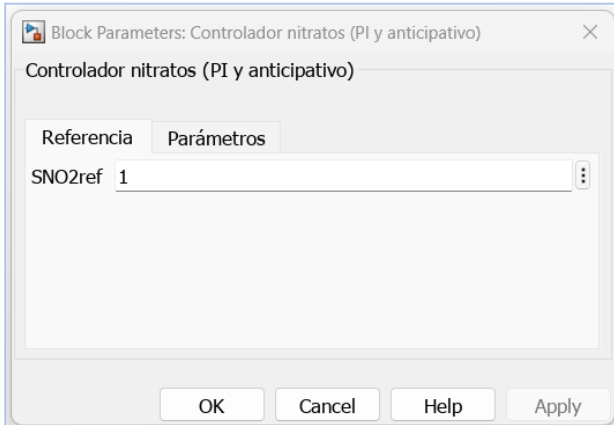 Block Parameters: Controlador nitratos (PI y anticipativo)
Controlador nitratos (PI y anticipativo)
Referencia Parámetros
SNO2ref 1
OK Cancel Help Apply